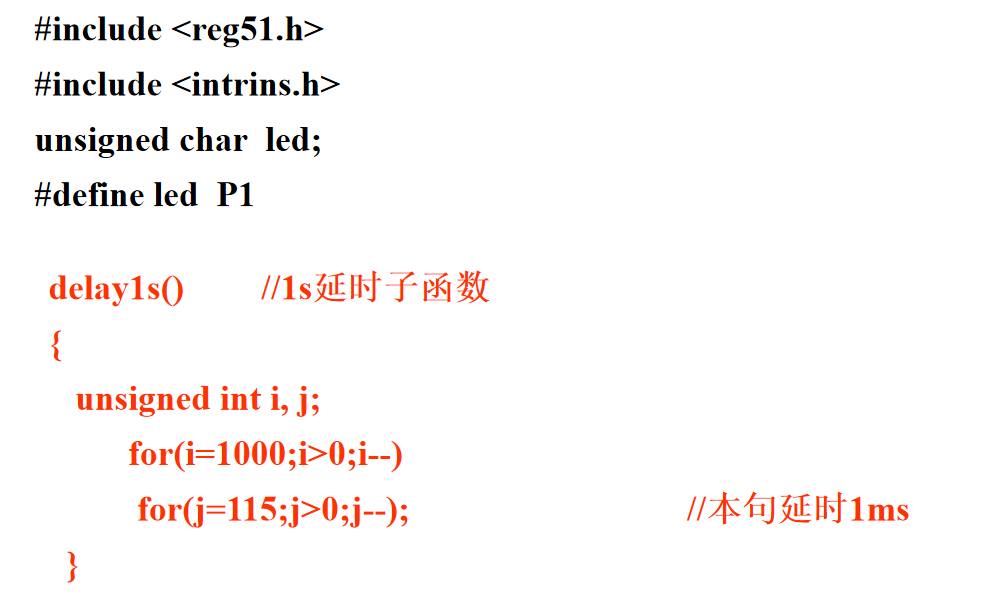 #include <reg51.h>
#include <intrins.h>
unsigned char led;
#define led P1
delay1s() //1s延时子函数
{
unsigned int i, j;
for(i=1000;i>0;i--)
for(j=115;j>0;j--); //本句延时1ms
}